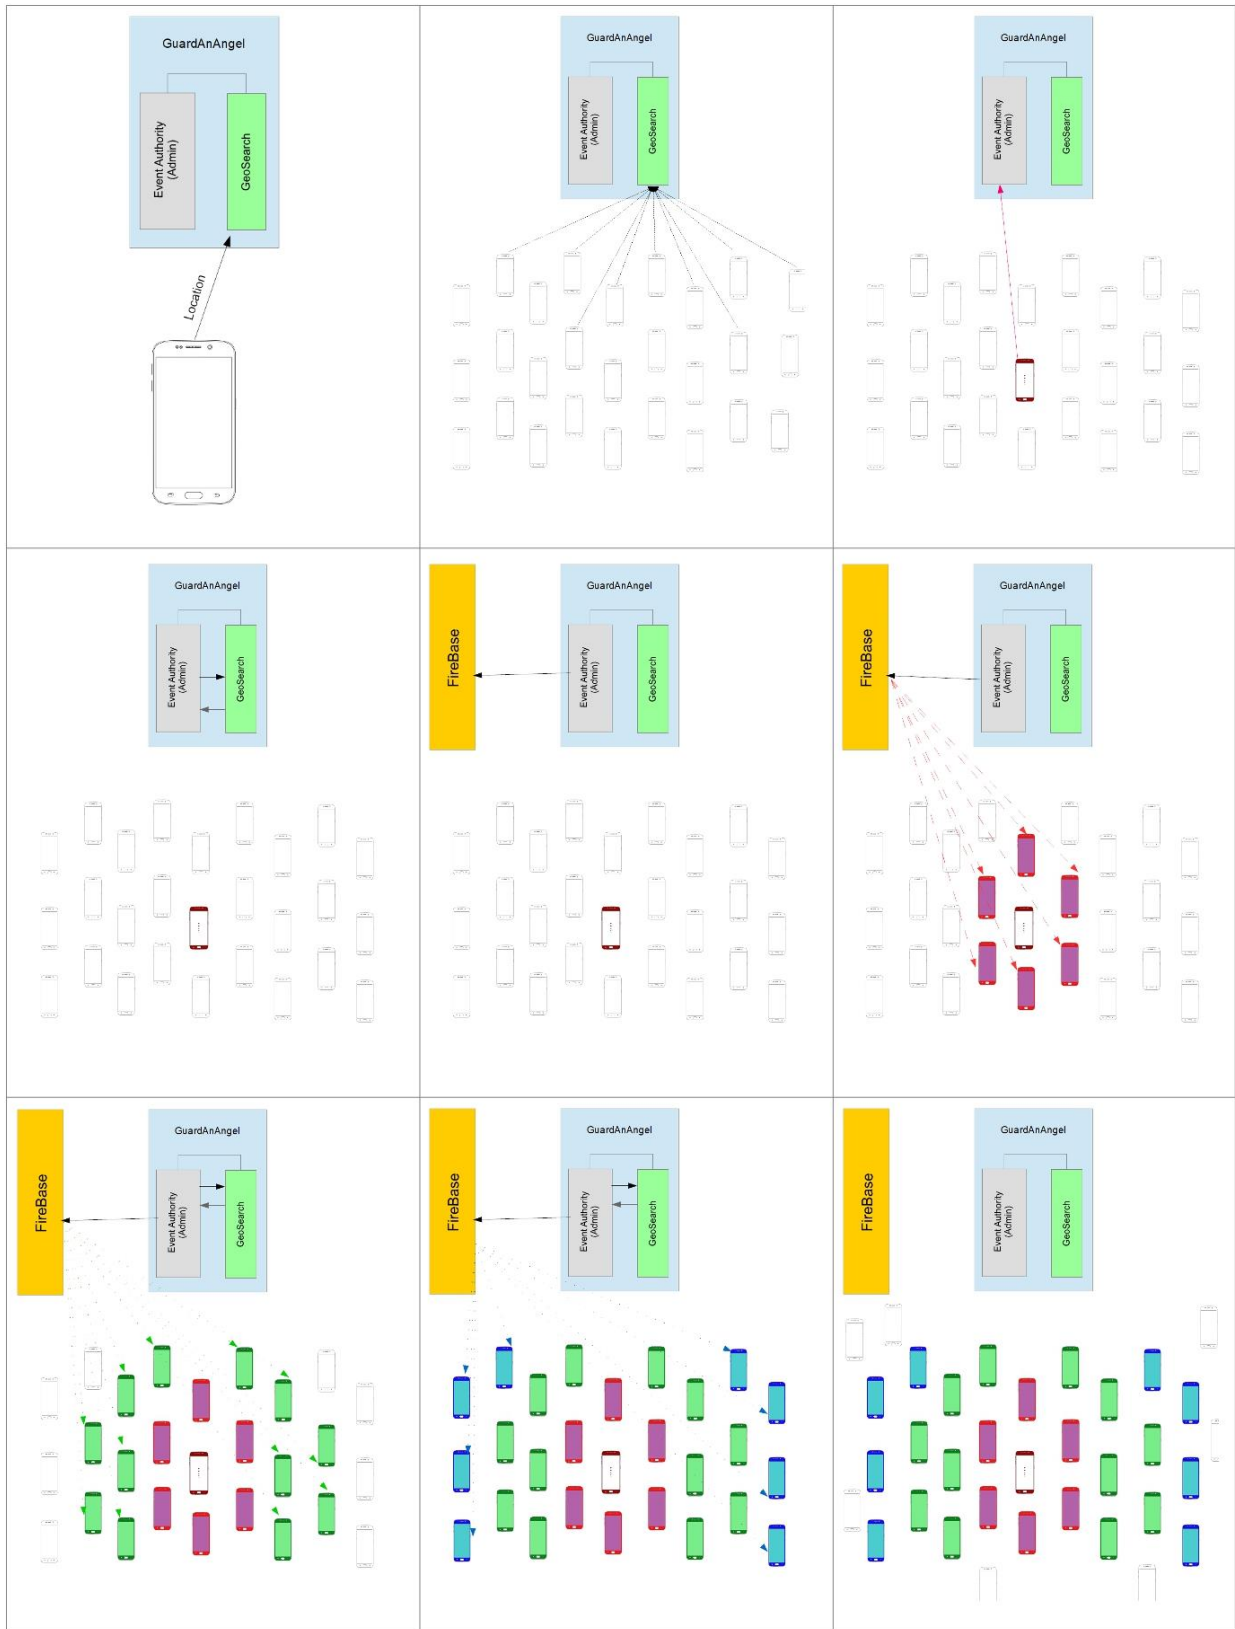 GuardAnAngel
Event Authority
(Admin)
GeoSearch
Location
GuardAnAngel
Event Authority
(Admin)
GeoSearch
GuardAnAngel
Event Authority
(Admin)
GeoSearch
GuardAnAngel
Event Authority
(Admin)
GeoSearch
FireBase
GuardAnAngel
Event Authority
(Admin)
GeoSearch
FireBase
GuardAnAngel
Event Authority
(Admin)
GeoSearch
FireBase
GuardAnAngel
Event Authority
(Admin)
GeoSearch
FireBase
GuardAnAngel
Event Authority
(Admin)
GeoSearch
FireBase
GuardAnAngel
Event Authority
(Admin)
GeoSearch